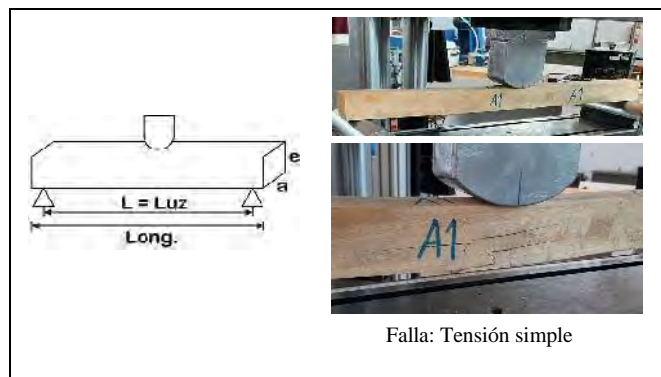 e
a
L = Luz
Long.
A1
A1
A1
Falla: Tensión simple